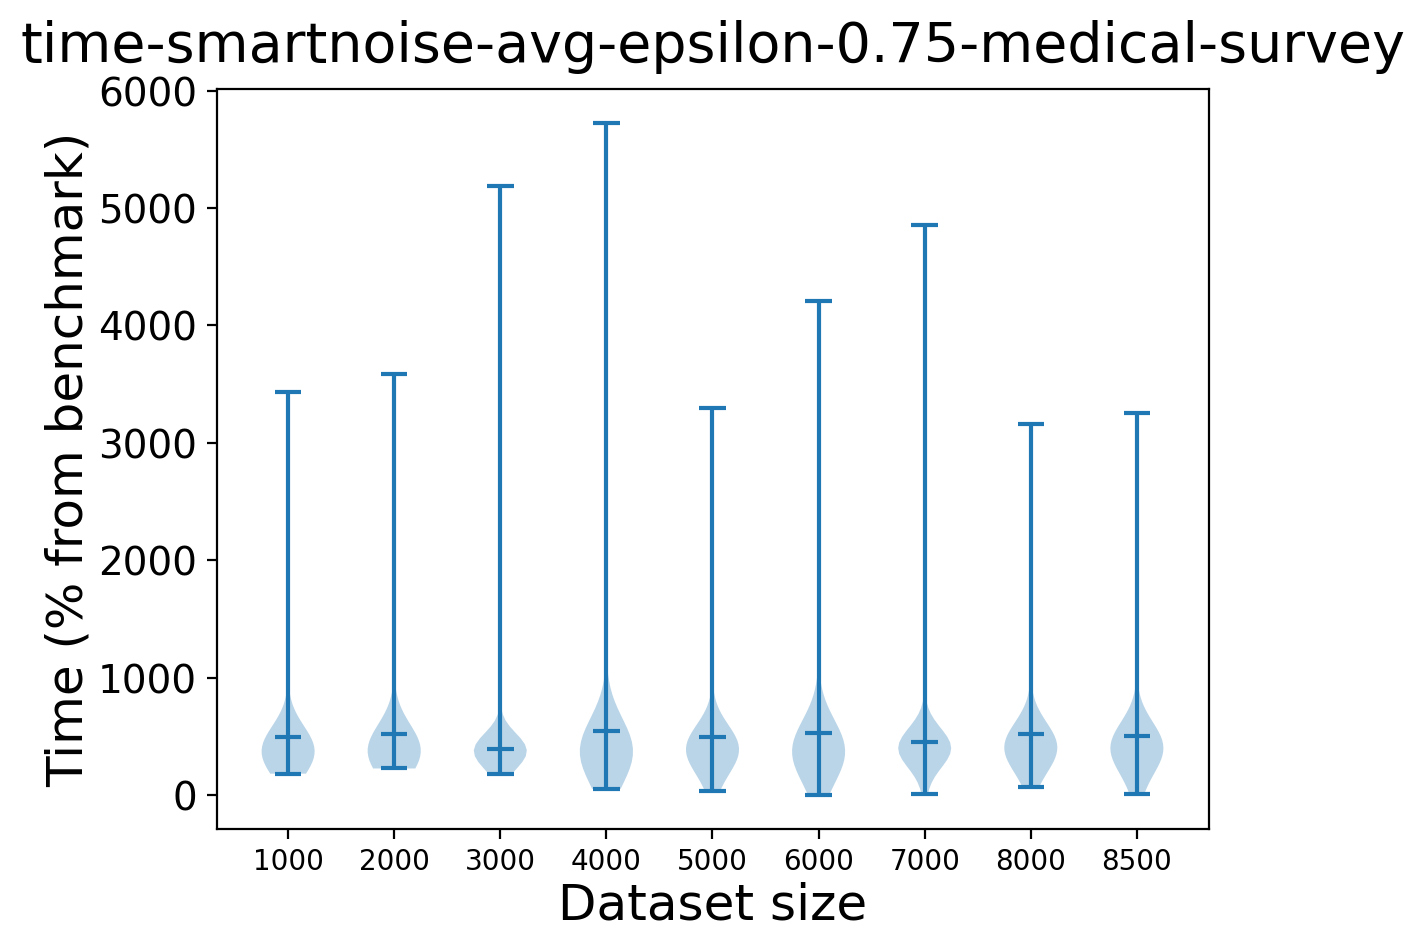 time-smartnoise-avg-epsilon-0.75-medical-survey
Time (% from benchmark)
6000
5000
4000
3000
2000
1000
0
1000 2000 3000 4000 5000 6000 7000 8000 8500
Dataset size